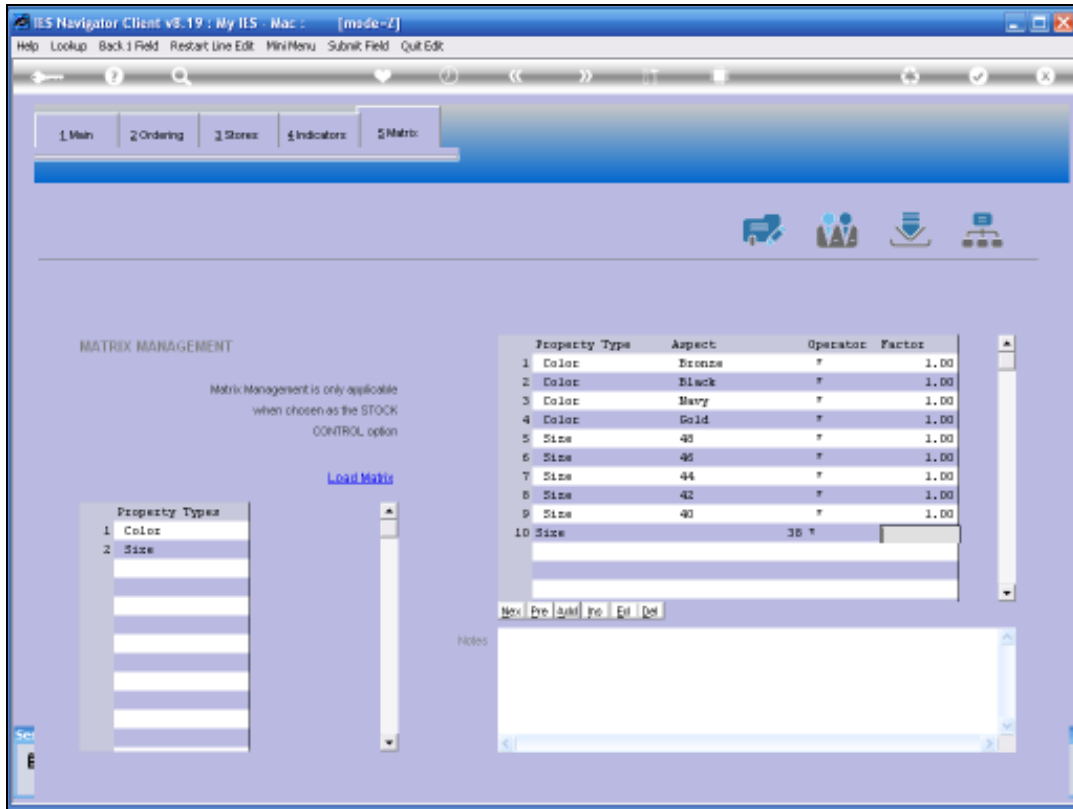 IES Navigator Client v8.19 : My IES - Mac : [mode=Z]
Help Lookup Back 1 Field Restart Line Edit MiniMenu Submit Field Quit Edit
1 Main 2 Ordering 3 Stores 4 Indicators 5 Matrix
MATRIX MANAGEMENT
Matrix Management is only applicable
when chosen as the STOCK
CONTROL option
Load Matrix
Property Types
1 Color
2 Size
Property Type Aspect Operator Factor
1 Color Bronze * 1.00
2 Color Black * 1.00
3 Color Navy * 1.00
4 Color Gold * 1.00
5 Size 48 * 1.00
6 Size 46 * 1.00
7 Size 44 * 1.00
8 Size 42 * 1.00
9 Size 40 * 1.00
10 Size 38 *
Nex Pre Add Ins Del
Notes